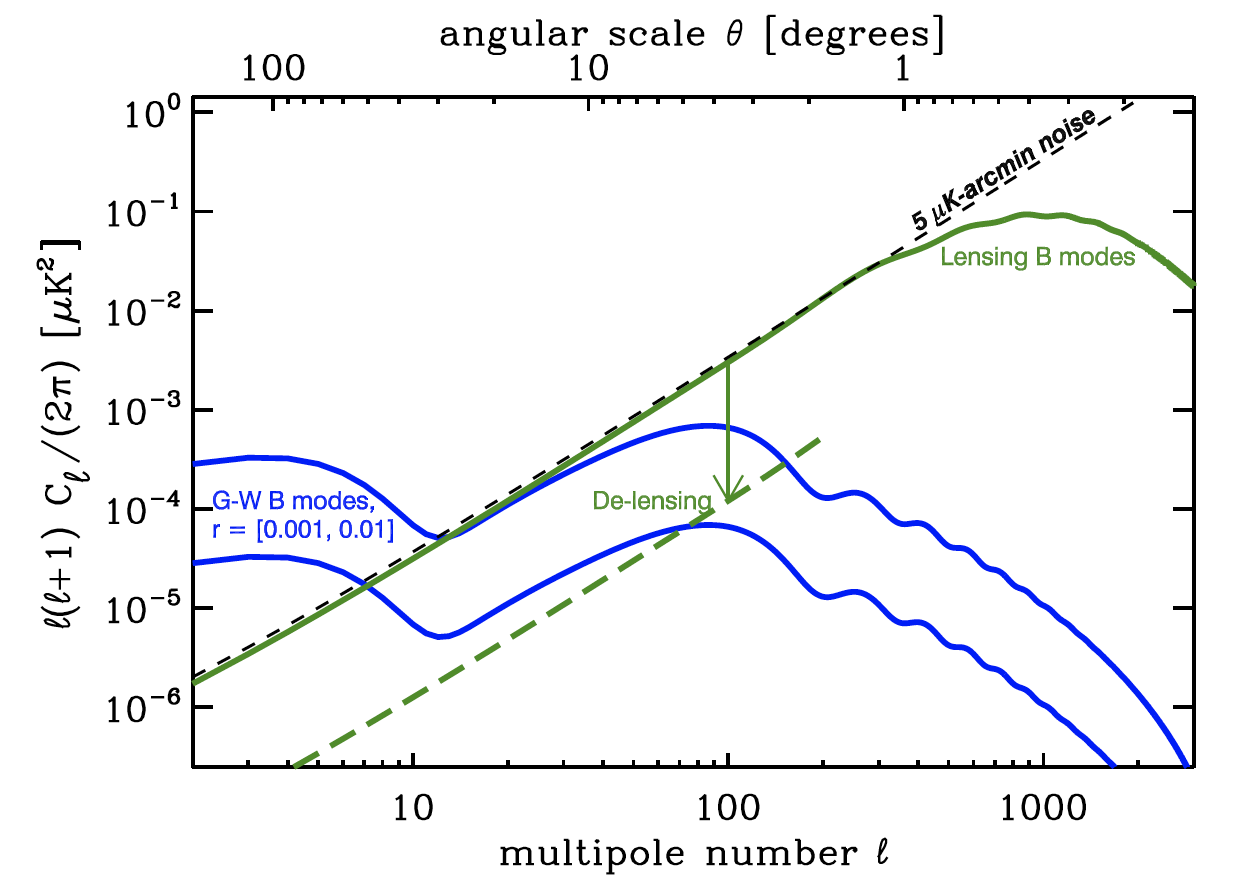 angular scale θ [degrees]
100 10 1
10⁰
10⁻¹
10⁻²
10⁻³
10⁻⁴
10⁻⁵
10⁻⁶
ℓ(ℓ+1) C_ℓ/(2π) [μK²]
5 μK-arcmin noise
Lensing B modes
De-lensing
G-W B modes,
r = [0.001, 0.01]
10 100 1000
multipole number ℓ